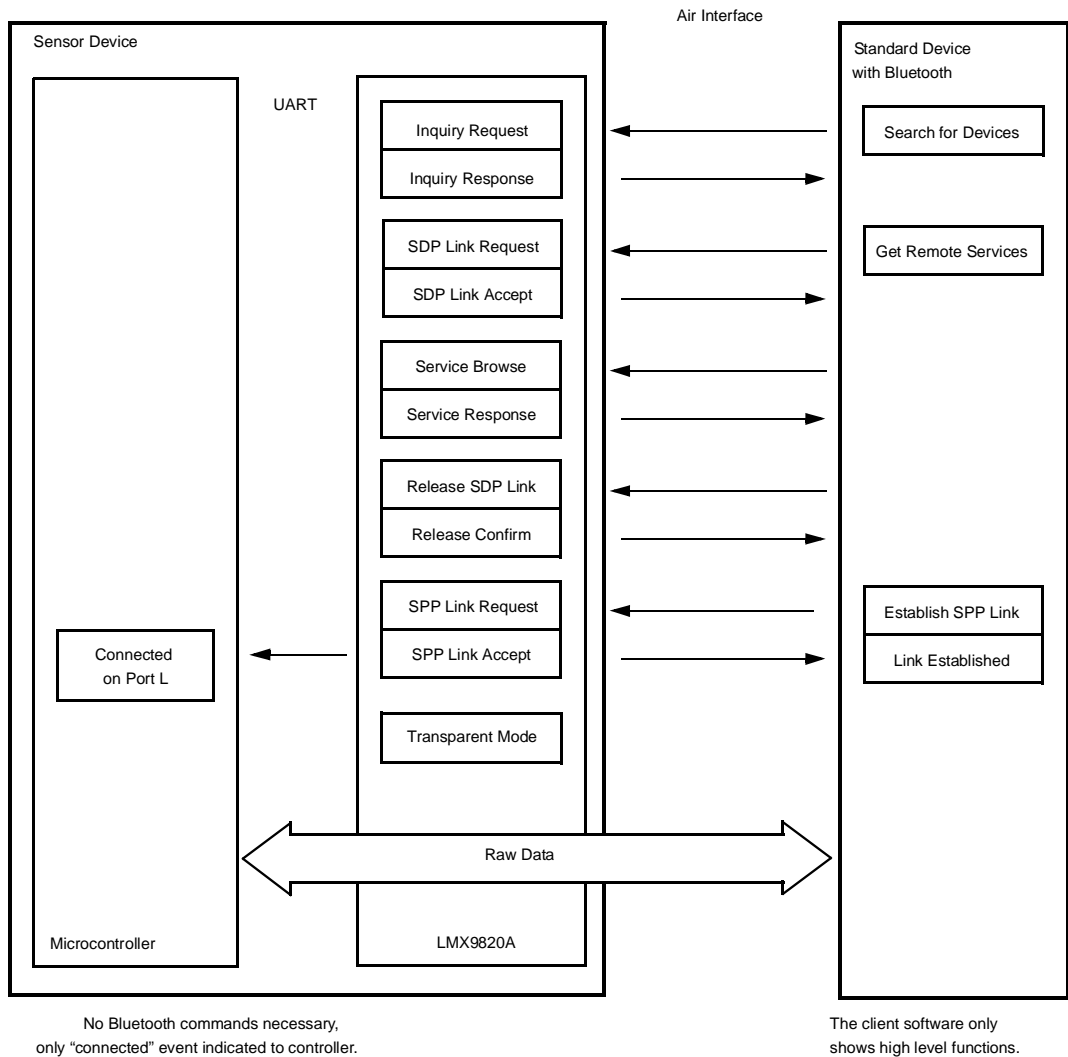 Air Interface
Sensor Device
Standard Device
with Bluetooth
UART
Inquiry Request
Search for Devices
Inquiry Response
SDP Link Request
Get Remote Services
SDP Link Accept
Service Browse
Service Response
Release SDP Link
Release Confirm
SPP Link Request
Establish SPP Link
Connected
on Port L
SPP Link Accept
Link Established
Transparent Mode
Raw Data
Microcontroller
LMX9820A
No Bluetooth commands necessary,
only “connected” event indicated to controller.
The client software only
shows high level functions.